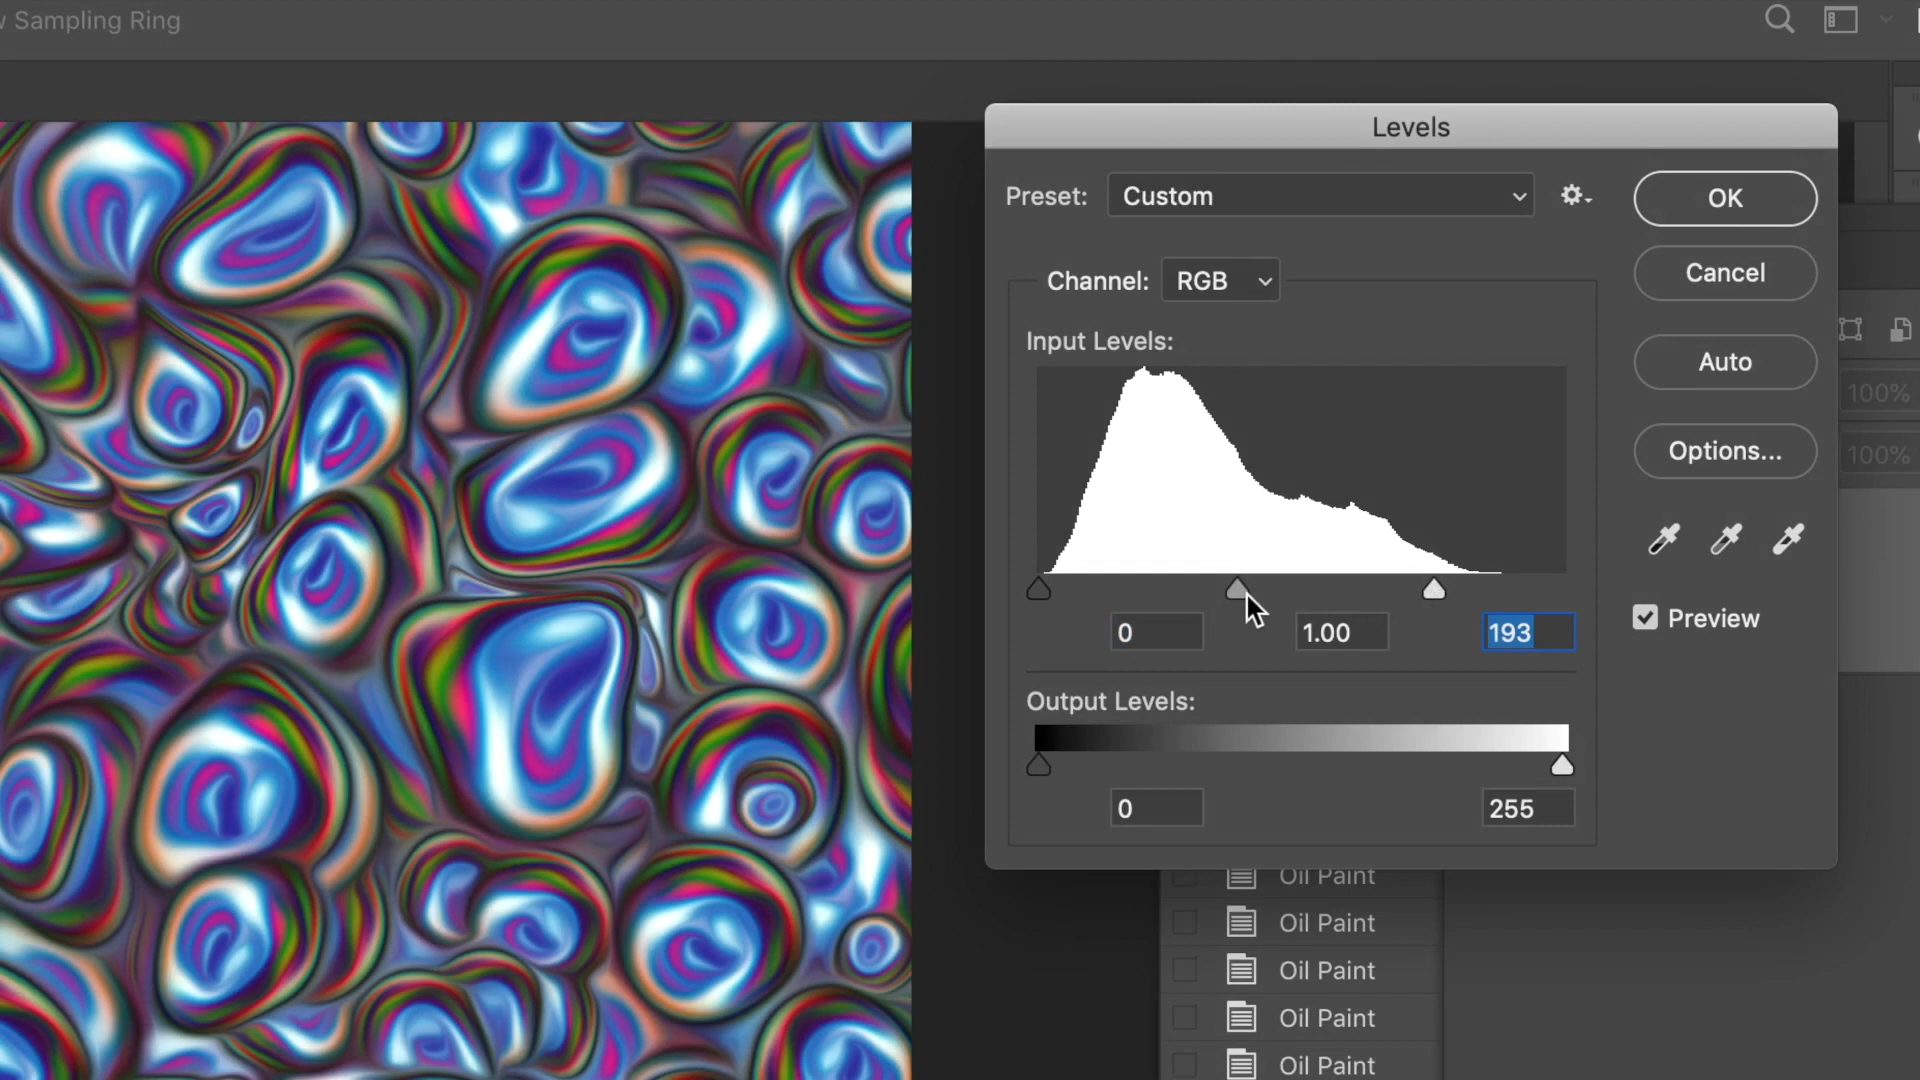 Sampling Ring
Levels
Preset: Custom
OK
Channel: RGB
Cancel
Input Levels:
Auto
100%
Options...
100%
0 1.00 193
Preview
Output Levels:
0 255
Oil Paint
Oil Paint
Oil Paint
Oil Paint
Oil Paint